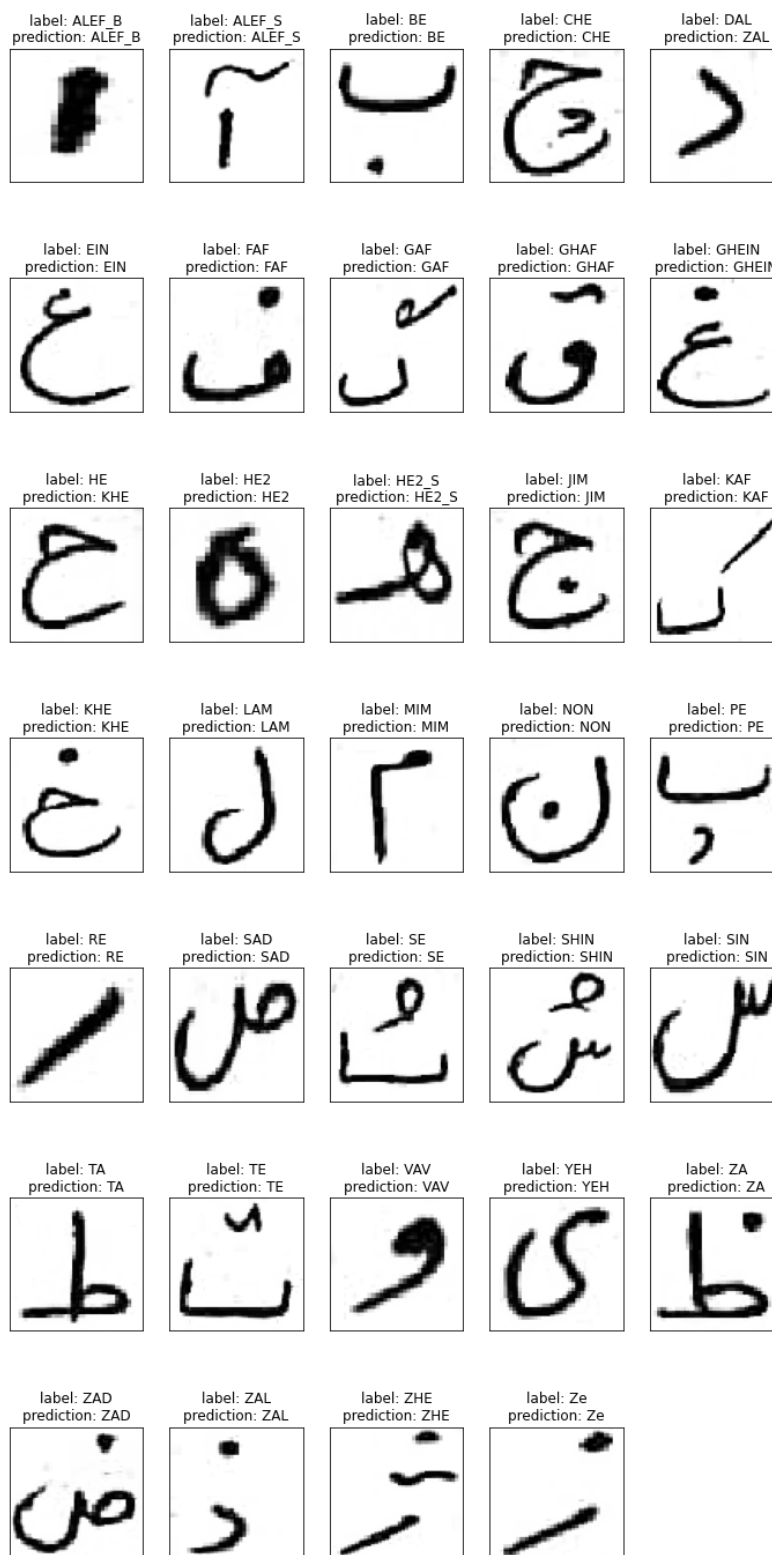 label: ALEF_B
prediction: ALEF_B
ا
label: ALEF_S
prediction: ALEF_S
آ
label: BE
prediction: BE
ب
label: CHE
prediction: CHE
چ
label: DAL
prediction: ZAL
د
label: EIN
prediction: EIN
ع
label: FAF
prediction: FAF
ف
label: GAF
prediction: GAF
گ
label: GHAF
prediction: GHAF
ق
label: GHEIN
prediction: GHEIN
غ
label: HE
prediction: KHE
ح
label: HE2
prediction: HE2
ه
label: HE2_S
prediction: HE2_S
هـ
label: JIM
prediction: JIM
ج
label: KAF
prediction: KAF
ک
label: KHE
prediction: KHE
خ
label: LAM
prediction: LAM
ل
label: MIM
prediction: MIM
م
label: NON
prediction: NON
ن
label: PE
prediction: PE
پ
label: RE
prediction: RE
ر
label: SAD
prediction: SAD
ص
label: SE
prediction: SE
ث
label: SHIN
prediction: SHIN
ش
label: SIN
prediction: SIN
س
label: TA
prediction: TA
ط
label: TE
prediction: TE
ت
label: VAV
prediction: VAV
و
label: YEH
prediction: YEH
ی
label: ZA
prediction: ZA
ظ
label: ZAD
prediction: ZAD
ض
label: ZAL
prediction: ZAL
ذ
label: ZHE
prediction: ZHE
ژ
label: Ze
prediction: Ze
ز